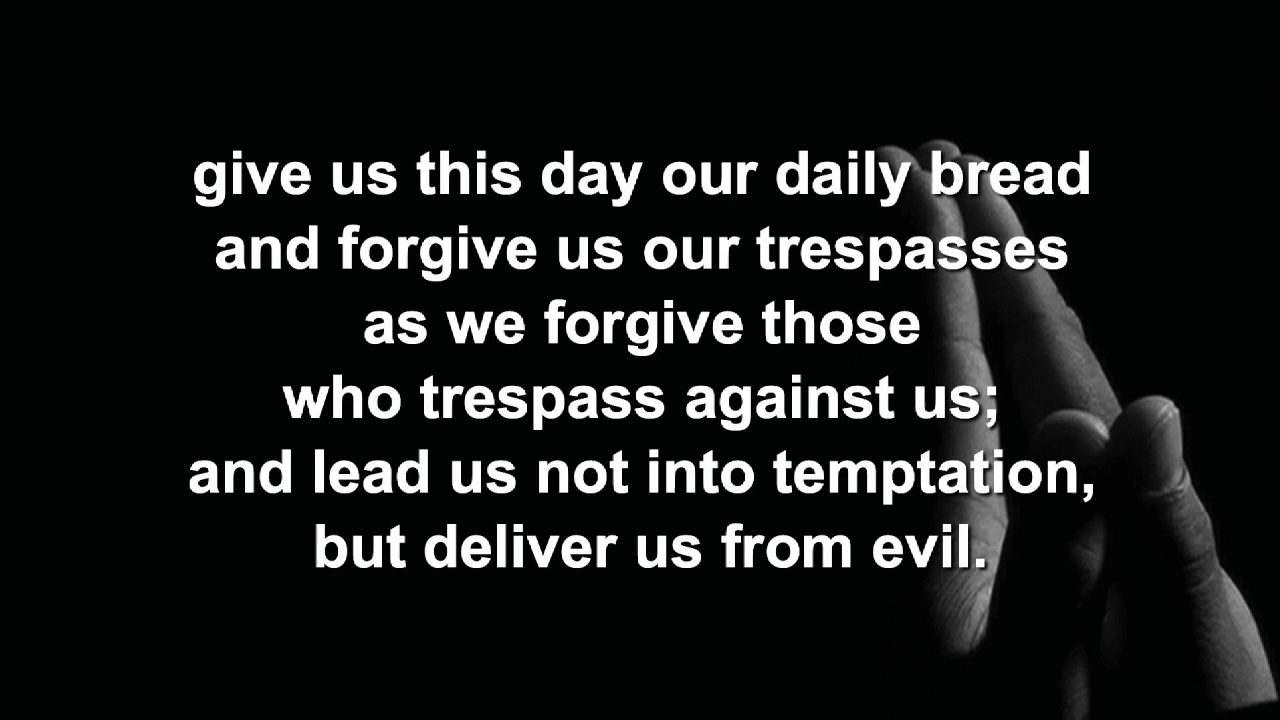 give us this day our daily bread
and forgive us our trespasses
as we forgive those
who trespass against us;
and lead us not into temptation,
but deliver us from evil.